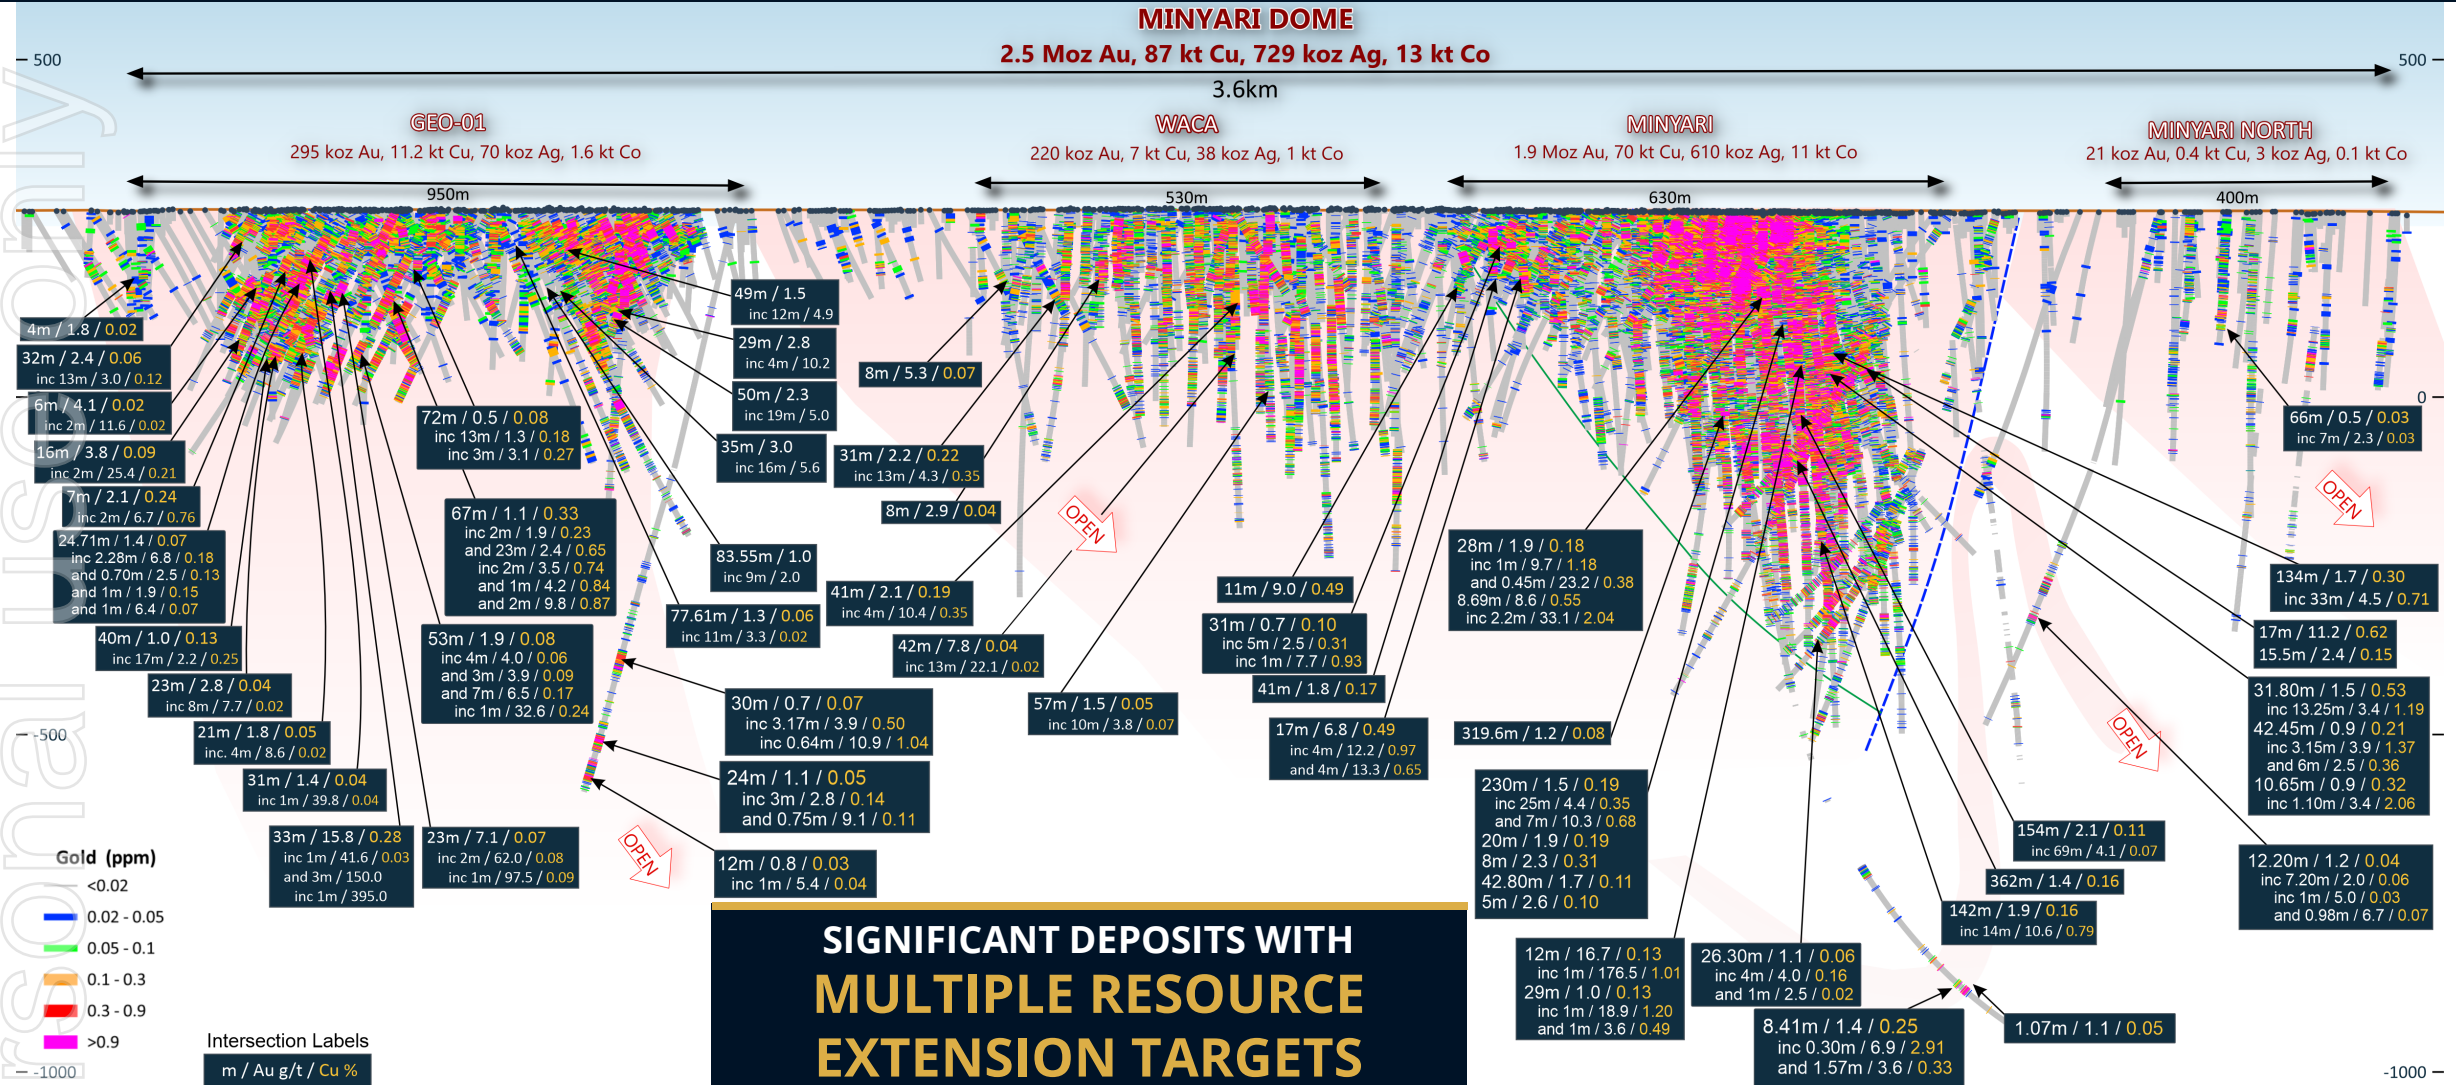 MINYARI DOME
2.5 Moz Au, 87 kt Cu, 729 koz Ag, 13 kt Co
500
500
3.6km
GEO-01
295 koz Au, 11.2 kt Cu, 70 koz Ag, 1.6 kt Co
950m
WACA
220 koz Au, 7 kt Cu, 38 koz Ag, 1 kt Co
530m
MINYARI
1.9 Moz Au, 70 kt Cu, 610 koz Ag, 11 kt Co
630m
MINYARI NORTH
21 koz Au, 0.4 kt Cu, 3 koz Ag, 0.1 kt Co
400m
4m / 1.8 / 0.02
32m / 2.4 / 0.06
inc 13m / 3.0 / 0.12
6m / 4.1 / 0.02
inc 2m / 11.6 / 0.02
16m / 3.8 / 0.09
inc 2m / 25.4 / 0.21
7m / 2.1 / 0.24
inc 2m / 6.7 / 0.76
24.71m / 1.4 / 0.07
inc 2.28m / 6.8 / 0.18
and 0.70m / 2.5 / 0.13
and 1m / 1.9 / 0.15
and 1m / 6.4 / 0.07
40m / 1.0 / 0.13
inc 17m / 2.2 / 0.25
23m / 2.8 / 0.04
inc 8m / 7.7 / 0.02
21m / 1.8 / 0.05
inc. 4m / 8.6 / 0.02
31m / 1.4 / 0.04
inc 1m / 39.8 / 0.04
33m / 15.8 / 0.28
inc 1m / 41.6 / 0.03
and 3m / 150.0
inc 1m / 395.0
23m / 7.1 / 0.07
inc 2m / 62.0 / 0.08
inc 1m / 97.5 / 0.09
72m / 0.5 / 0.08
inc 13m / 1.3 / 0.18
inc 3m / 3.1 / 0.27
67m / 1.1 / 0.33
inc 2m / 1.9 / 0.23
and 23m / 2.4 / 0.65
inc 2m / 3.5 / 0.74
and 1m / 4.2 / 0.84
and 2m / 9.8 / 0.87
53m / 1.9 / 0.08
inc 4m / 4.0 / 0.06
and 3m / 3.9 / 0.09
and 7m / 6.5 / 0.17
inc 1m / 32.6 / 0.24
49m / 1.5
inc 12m / 4.9
29m / 2.8
inc 4m / 10.2
50m / 2.3
inc 19m / 5.0
35m / 3.0
inc 16m / 5.6
83.55m / 1.0
inc 9m / 2.0
77.61m / 1.3 / 0.06
inc 11m / 3.3 / 0.02
30m / 0.7 / 0.07
inc 3.17m / 3.9 / 0.50
inc 0.64m / 10.9 / 1.04
24m / 1.1 / 0.05
inc 3m / 2.8 / 0.14
and 0.75m / 9.1 / 0.11
12m / 0.8 / 0.03
inc 1m / 5.4 / 0.04
OPEN
8m / 5.3 / 0.07
31m / 2.2 / 0.22
inc 13m / 4.3 / 0.35
8m / 2.9 / 0.04
41m / 2.1 / 0.19
inc 4m / 10.4 / 0.35
42m / 7.8 / 0.04
inc 13m / 22.1 / 0.02
57m / 1.5 / 0.05
inc 10m / 3.8 / 0.07
OPEN
11m / 9.0 / 0.49
31m / 0.7 / 0.10
inc 5m / 2.5 / 0.31
inc 1m / 7.7 / 0.93
41m / 1.8 / 0.17
17m / 6.8 / 0.49
inc 4m / 12.2 / 0.97
and 4m / 13.3 / 0.65
28m / 1.9 / 0.18
inc 1m / 9.7 / 1.18
and 0.45m / 23.2 / 0.38
8.69m / 8.6 / 0.55
inc 2.2m / 33.1 / 2.04
319.6m / 1.2 / 0.08
230m / 1.5 / 0.19
inc 25m / 4.4 / 0.35
and 7m / 10.3 / 0.68
20m / 1.9 / 0.19
8m / 2.3 / 0.31
42.80m / 1.7 / 0.11
5m / 2.6 / 0.10
12m / 16.7 / 0.13
inc 1m / 176.5 / 1.01
29m / 1.0 / 0.13
inc 1m / 18.9 / 1.20
and 1m / 3.6 / 0.49
26.30m / 1.1 / 0.06
inc 4m / 4.0 / 0.16
and 1m / 2.5 / 0.02
8.41m / 1.4 / 0.25
inc 0.30m / 6.9 / 2.91
and 1.57m / 3.6 / 0.33
1.07m / 1.1 / 0.05
142m / 1.9 / 0.16
inc 14m / 10.6 / 0.79
362m / 1.4 / 0.16
154m / 2.1 / 0.11
inc 69m / 4.1 / 0.07
66m / 0.5 / 0.03
inc 7m / 2.3 / 0.03
OPEN
134m / 1.7 / 0.30
inc 33m / 4.5 / 0.71
17m / 11.2 / 0.62
15.5m / 2.4 / 0.15
31.80m / 1.5 / 0.53
inc 13.25m / 3.4 / 1.19
42.45m / 0.9 / 0.21
inc 3.15m / 3.9 / 1.37
and 6m / 2.5 / 0.36
10.65m / 0.9 / 0.32
inc 1.10m / 3.4 / 2.06
12.20m / 1.2 / 0.04
inc 7.20m / 2.0 / 0.06
inc 1m / 5.0 / 0.03
and 0.98m / 6.7 / 0.07
OPEN
0
-500
-1000
-1000
Gold (ppm)
<0.02
0.02 - 0.05
0.05 - 0.1
0.1 - 0.3
0.3 - 0.9
>0.9
Intersection Labels
m / Au g/t / Cu %
SIGNIFICANT DEPOSITS WITH
MULTIPLE RESOURCE
EXTENSION TARGETS
rsonal use only